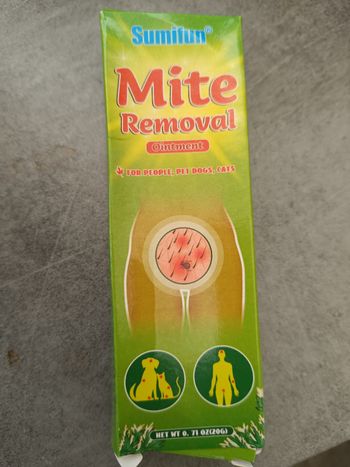 Sumifun®
Mite
Removal
Ointment
FOR PEOPLE, PET DOGS, CATS
NET WT 0. 71 OZ(20G)